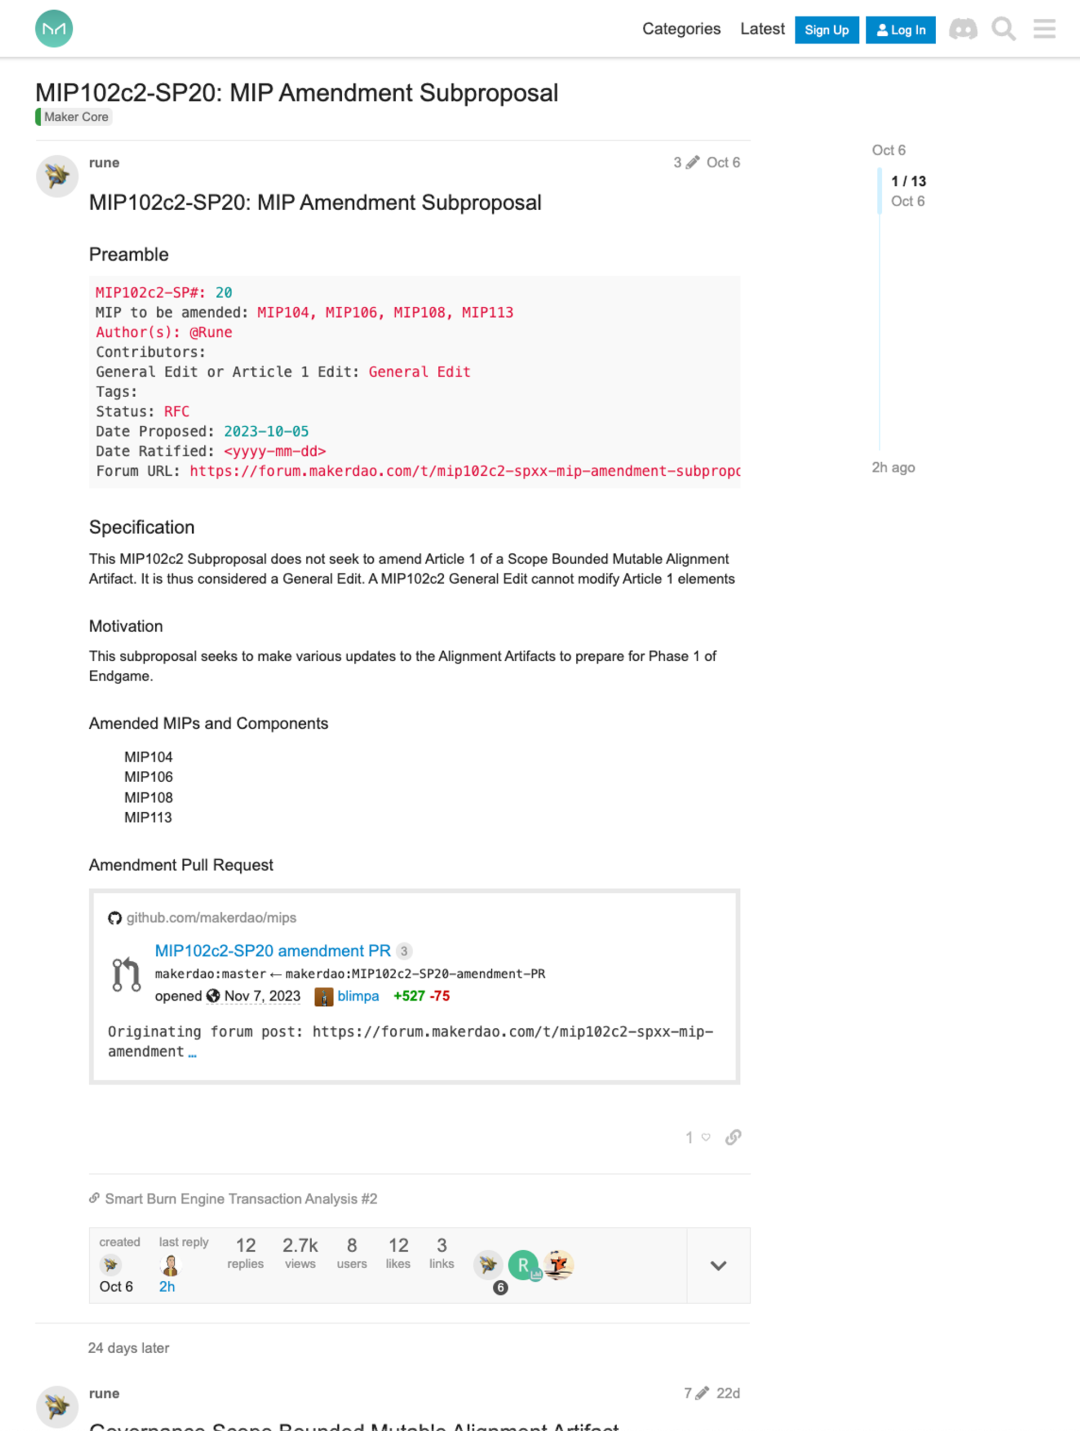 Categories Latest Sign Up Log In
MIP102c2-SP20: MIP Amendment Subproposal
Maker Core
rune 3 Oct 6
MIP102c2-SP20: MIP Amendment Subproposal
Preamble
MIP102c2-SP#: 20
MIP to be amended: MIP104, MIP106, MIP108, MIP113
Author(s): @Rune
Contributors:
General Edit or Article 1 Edit: General Edit
Tags:
Status: RFC
Date Proposed: 2023-10-05
Date Ratified: <yyyy-mm-dd>
Forum URL: https://forum.makerdao.com/t/mip102c2-spxx-mip-amendment-subpropo
Specification
This MIP102c2 Subproposal does not seek to amend Article 1 of a Scope Bounded Mutable Alignment
Artifact. It is thus considered a General Edit. A MIP102c2 General Edit cannot modify Article 1 elements
Motivation
This subproposal seeks to make various updates to the Alignment Artifacts to prepare for Phase 1 of
Endgame.
Amended MIPs and Components
MIP104
MIP106
MIP108
MIP113
Amendment Pull Request
github.com/makerdao/mips
MIP102c2-SP20 amendment PR 3
makerdao:master ← makerdao:MIP102c2-SP20-amendment-PR
opened Nov 7, 2023 blimpa +527 -75
Originating forum post: https://forum.makerdao.com/t/mip102c2-spxx-mip-
amendment …
1
Smart Burn Engine Transaction Analysis #2
created last reply 12 2.7k 8 12 3
replies views users likes links
R
Oct 6 2h 6
24 days later
rune 7 22d
Governance Scope Bounded Mutable Alignment Artifact
Oct 6
1 / 13
Oct 6
2h ago